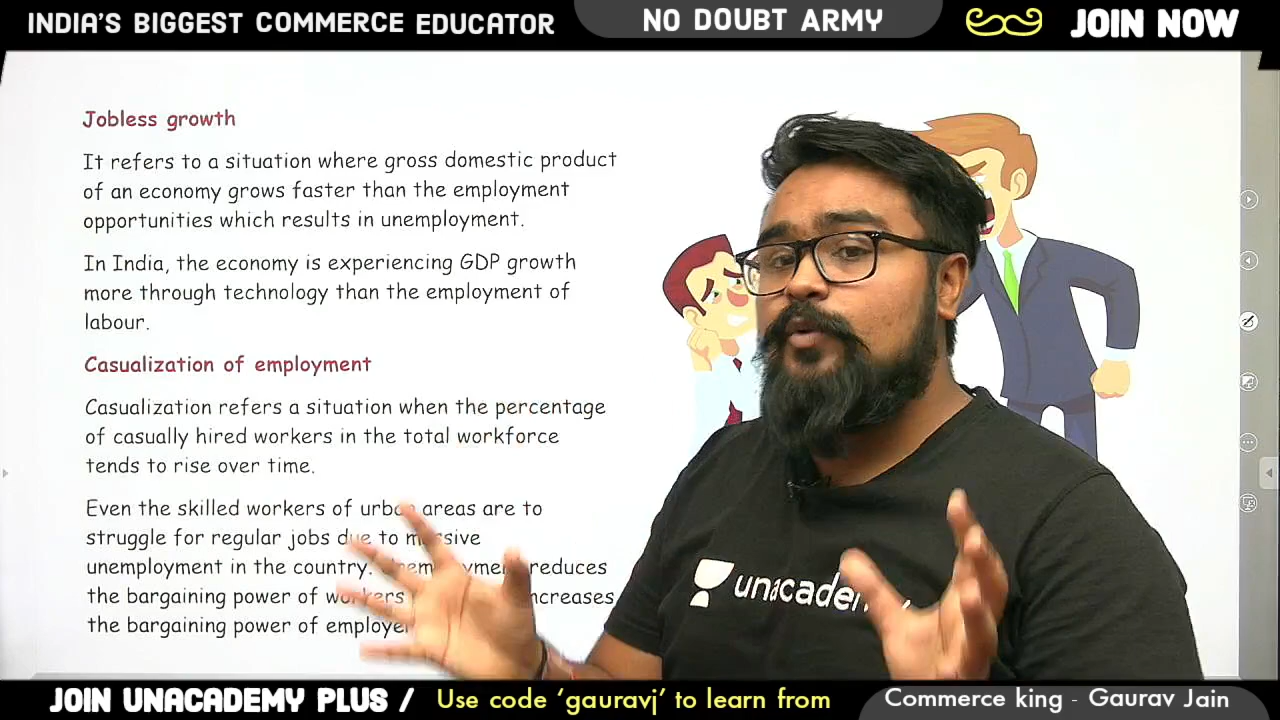 INDIA'S BIGGEST COMMERCE EDUCATOR
NO DOUBT ARMY
JOIN NOW
Jobless growth
It refers to a situation where gross domestic product
of an economy grows faster than the employment
opportunities which results in unemployment.
In India, the economy is experiencing GDP growth
more through technology than the employment of
labour.
Casualization of employment
Casualization refers a situation when the percentage
of casually hired workers in the total workforce
tends to rise over time.
Even the skilled workers of urban areas are to
struggle for regular jobs due to massive
unemployment in the country. reduces
the bargaining power of workers increases
the bargaining power of
unacademy
JOIN UNACADEMY PLUS / Use code 'gauravj' to learn from
Commerce king - Gaurav Jain